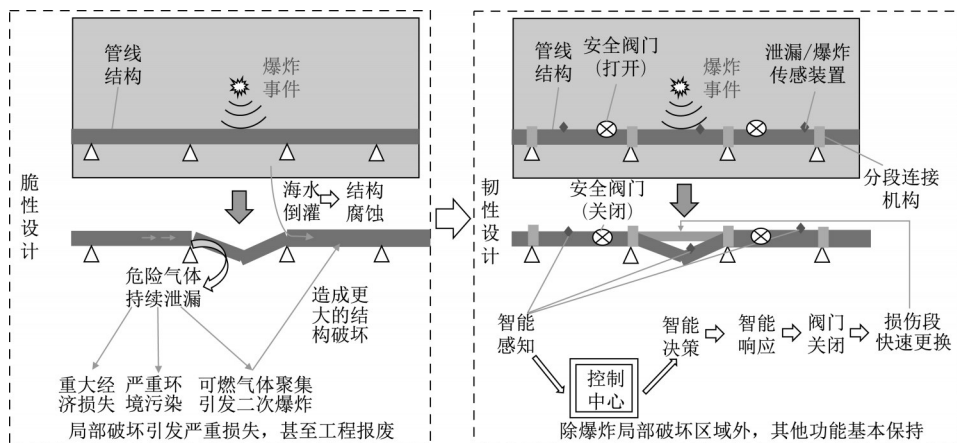 脆性设计
管线
结构
爆炸
事件
海水
倒灌
结构
腐蚀
危险气体
持续泄漏
造成更
大的结
构破坏
重大经
济损失
严重环
境污染
可燃气体聚集
引发二次爆炸
局部破坏引发严重损失，甚至工程报废
韧性设计
管线
结构
安全阀门
(打开)
爆炸
事件
泄漏/爆炸
传感装置
分段连接
机构
安全阀门
(关闭)
智能
感知
控制
中心
智能
决策
智能
响应
阀门
关闭
损伤段
快速更换
除爆炸局部破坏区域外，其他功能基本保持